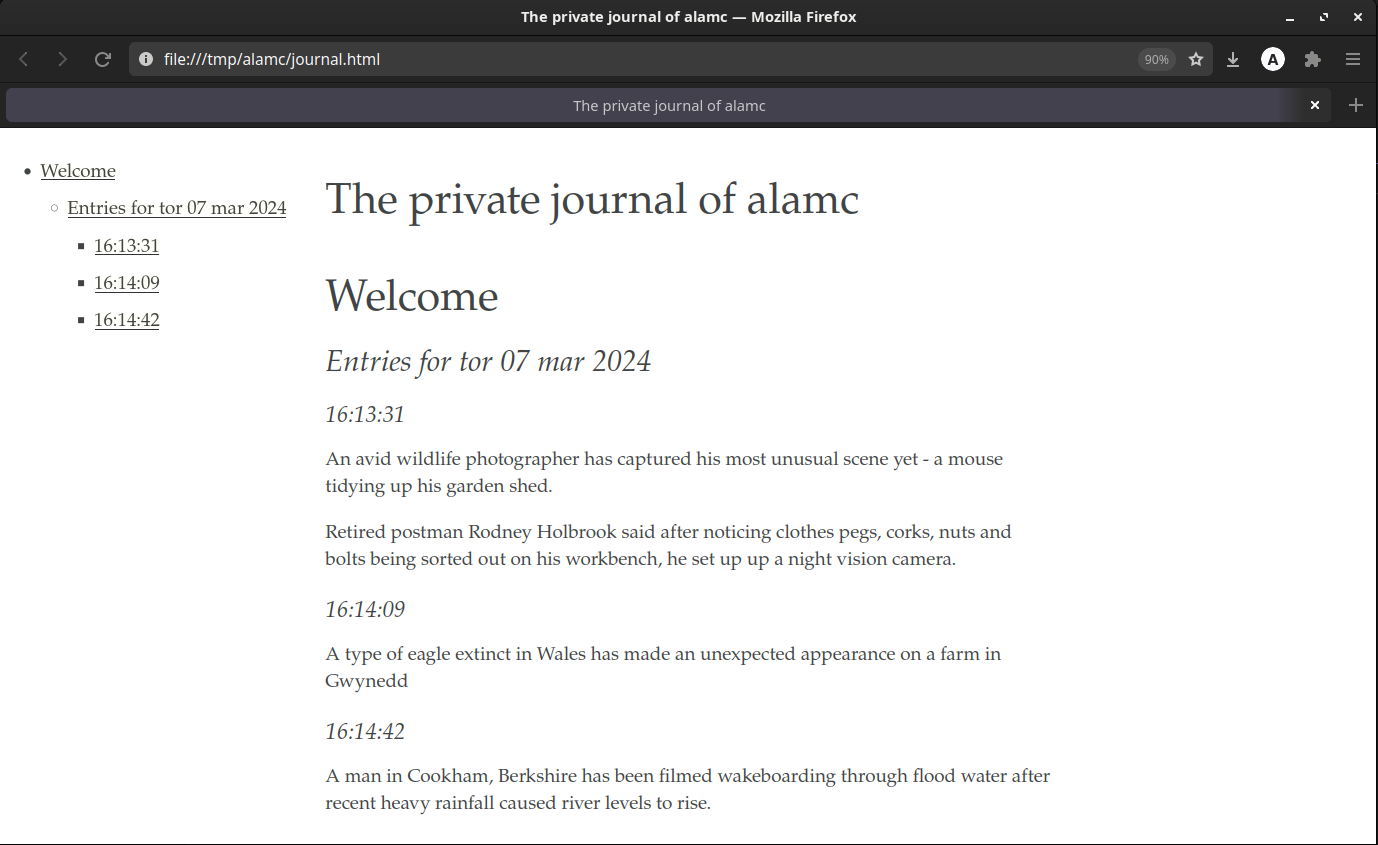 The private journal of alamc — Mozilla Firefox
file:///tmp/alamc/journal.html
90%
A
The private journal of alamc
Welcome
Entries for tor 07 mar 2024
16:13:31
16:14:09
16:14:42
The private journal of alamc
Welcome
Entries for tor 07 mar 2024
16:13:31
An avid wildlife photographer has captured his most unusual scene yet - a mouse
tidying up his garden shed.
Retired postman Rodney Holbrook said after noticing clothes pegs, corks, nuts and
bolts being sorted out on his workbench, he set up up a night vision camera.
16:14:09
A type of eagle extinct in Wales has made an unexpected appearance on a farm in
Gwynedd
16:14:42
A man in Cookham, Berkshire has been filmed wakeboarding through flood water after
recent heavy rainfall caused river levels to rise.